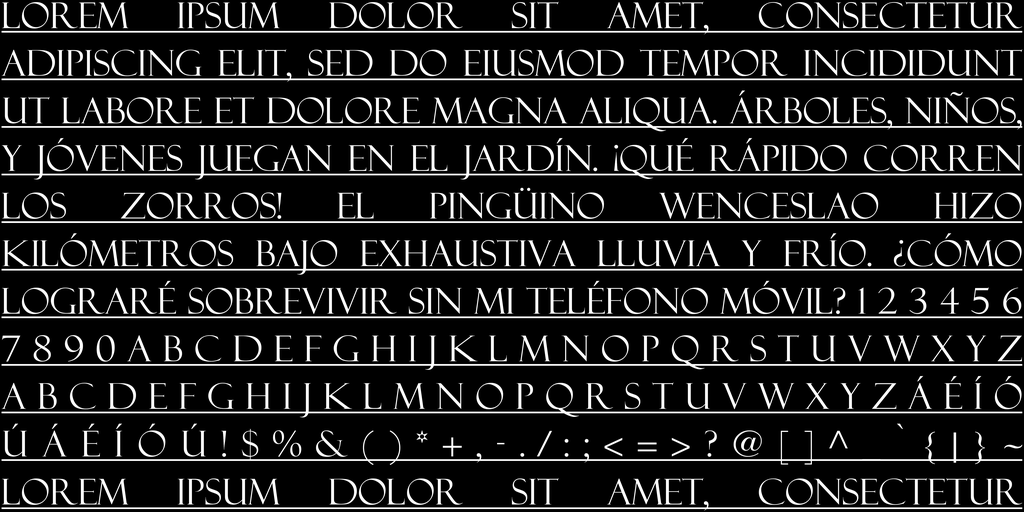 LOREM IPSUM DOLOR SIT AMET, CONSECTETUR
ADIPISCING ELIT, SED DO EIUSMOD TEMPOR INCIDIDUNT
UT LABORE ET DOLORE MAGNA ALIQUA. ÁRBOLES, NIÑOS,
Y JÓVENES JUEGAN EN EL JARDÍN. ¡QUÉ RÁPIDO CORREN
LOS ZORROS! EL PINGÜINO WENCESLAO HIZO
KILÓMETROS BAJO EXHAUSTIVA LLUVIA Y FRÍO. ¿CÓMO
LOGRARÉ SOBREVIVIR SIN MI TELÉFONO MÓVIL? 1 2 3 4 5 6
7 8 9 0 A B C D E F G H I J K L M N O P Q R S T U V W X Y Z
A B C D E F G H I J K L M N O P Q R S T U V W X Y Z Á É Í Ó
Ú Á É Í Ó Ú ! $ % & ( ) * + , - . / : ; < = > ? @ [ ] ^ ` { | } ~
LOREM IPSUM DOLOR SIT AMET, CONSECTETUR